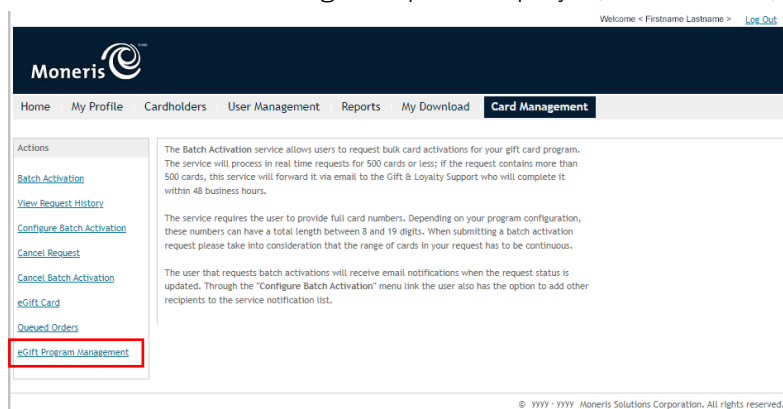 Welcome < Firstname Lastname > Log Out
Moneris
Home My Profile Cardholders User Management Reports My Download Card Management
Actions
Batch Activation
View Request History
Configure Batch Activation
Cancel Request
Cancel Batch Activation
eGift Card
Queued Orders
eGift Program Management
The Batch Activation service allows users to request bulk card activations for your gift card program.
The service will process in real time requests for 500 cards or less; if the request contains more than
500 cards, this service will forward it via email to the Gift & Loyalty Support who will complete it
within 48 business hours.
The service requires the user to provide full card numbers. Depending on your program configuration,
these numbers can have a total length between 8 and 19 digits. When submitting a batch activation
request please take into consideration that the range of cards in your request has to be continuous.
The user that requests batch activations will receive email notifications when the request status is
updated. Through the "Configure Batch Activation" menu link the user also has the option to add other
recipients to the service notification list.
© yyyy - yyyy Moneris Solutions Corporation. All rights reserved.